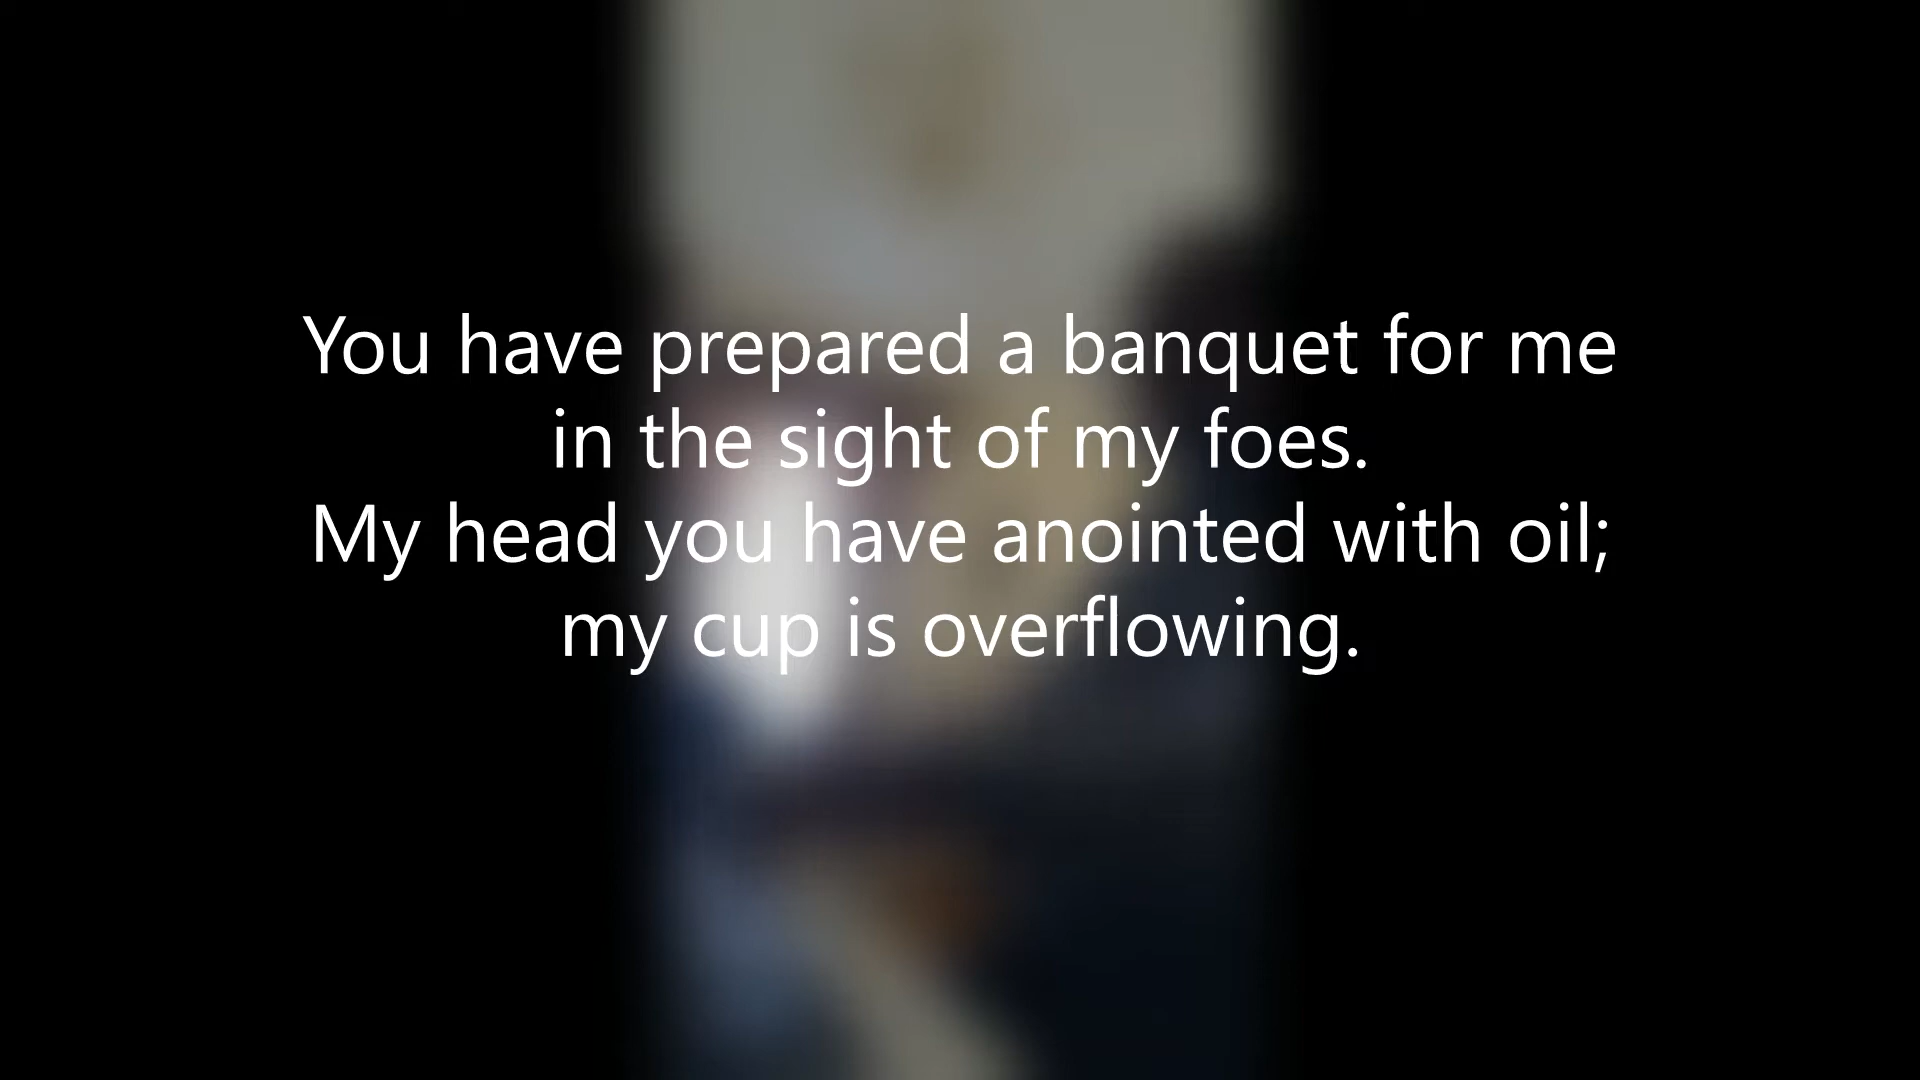 You have prepared a banquet for me
in the sight of my foes.
My head you have anointed with oil;
my cup is overflowing.